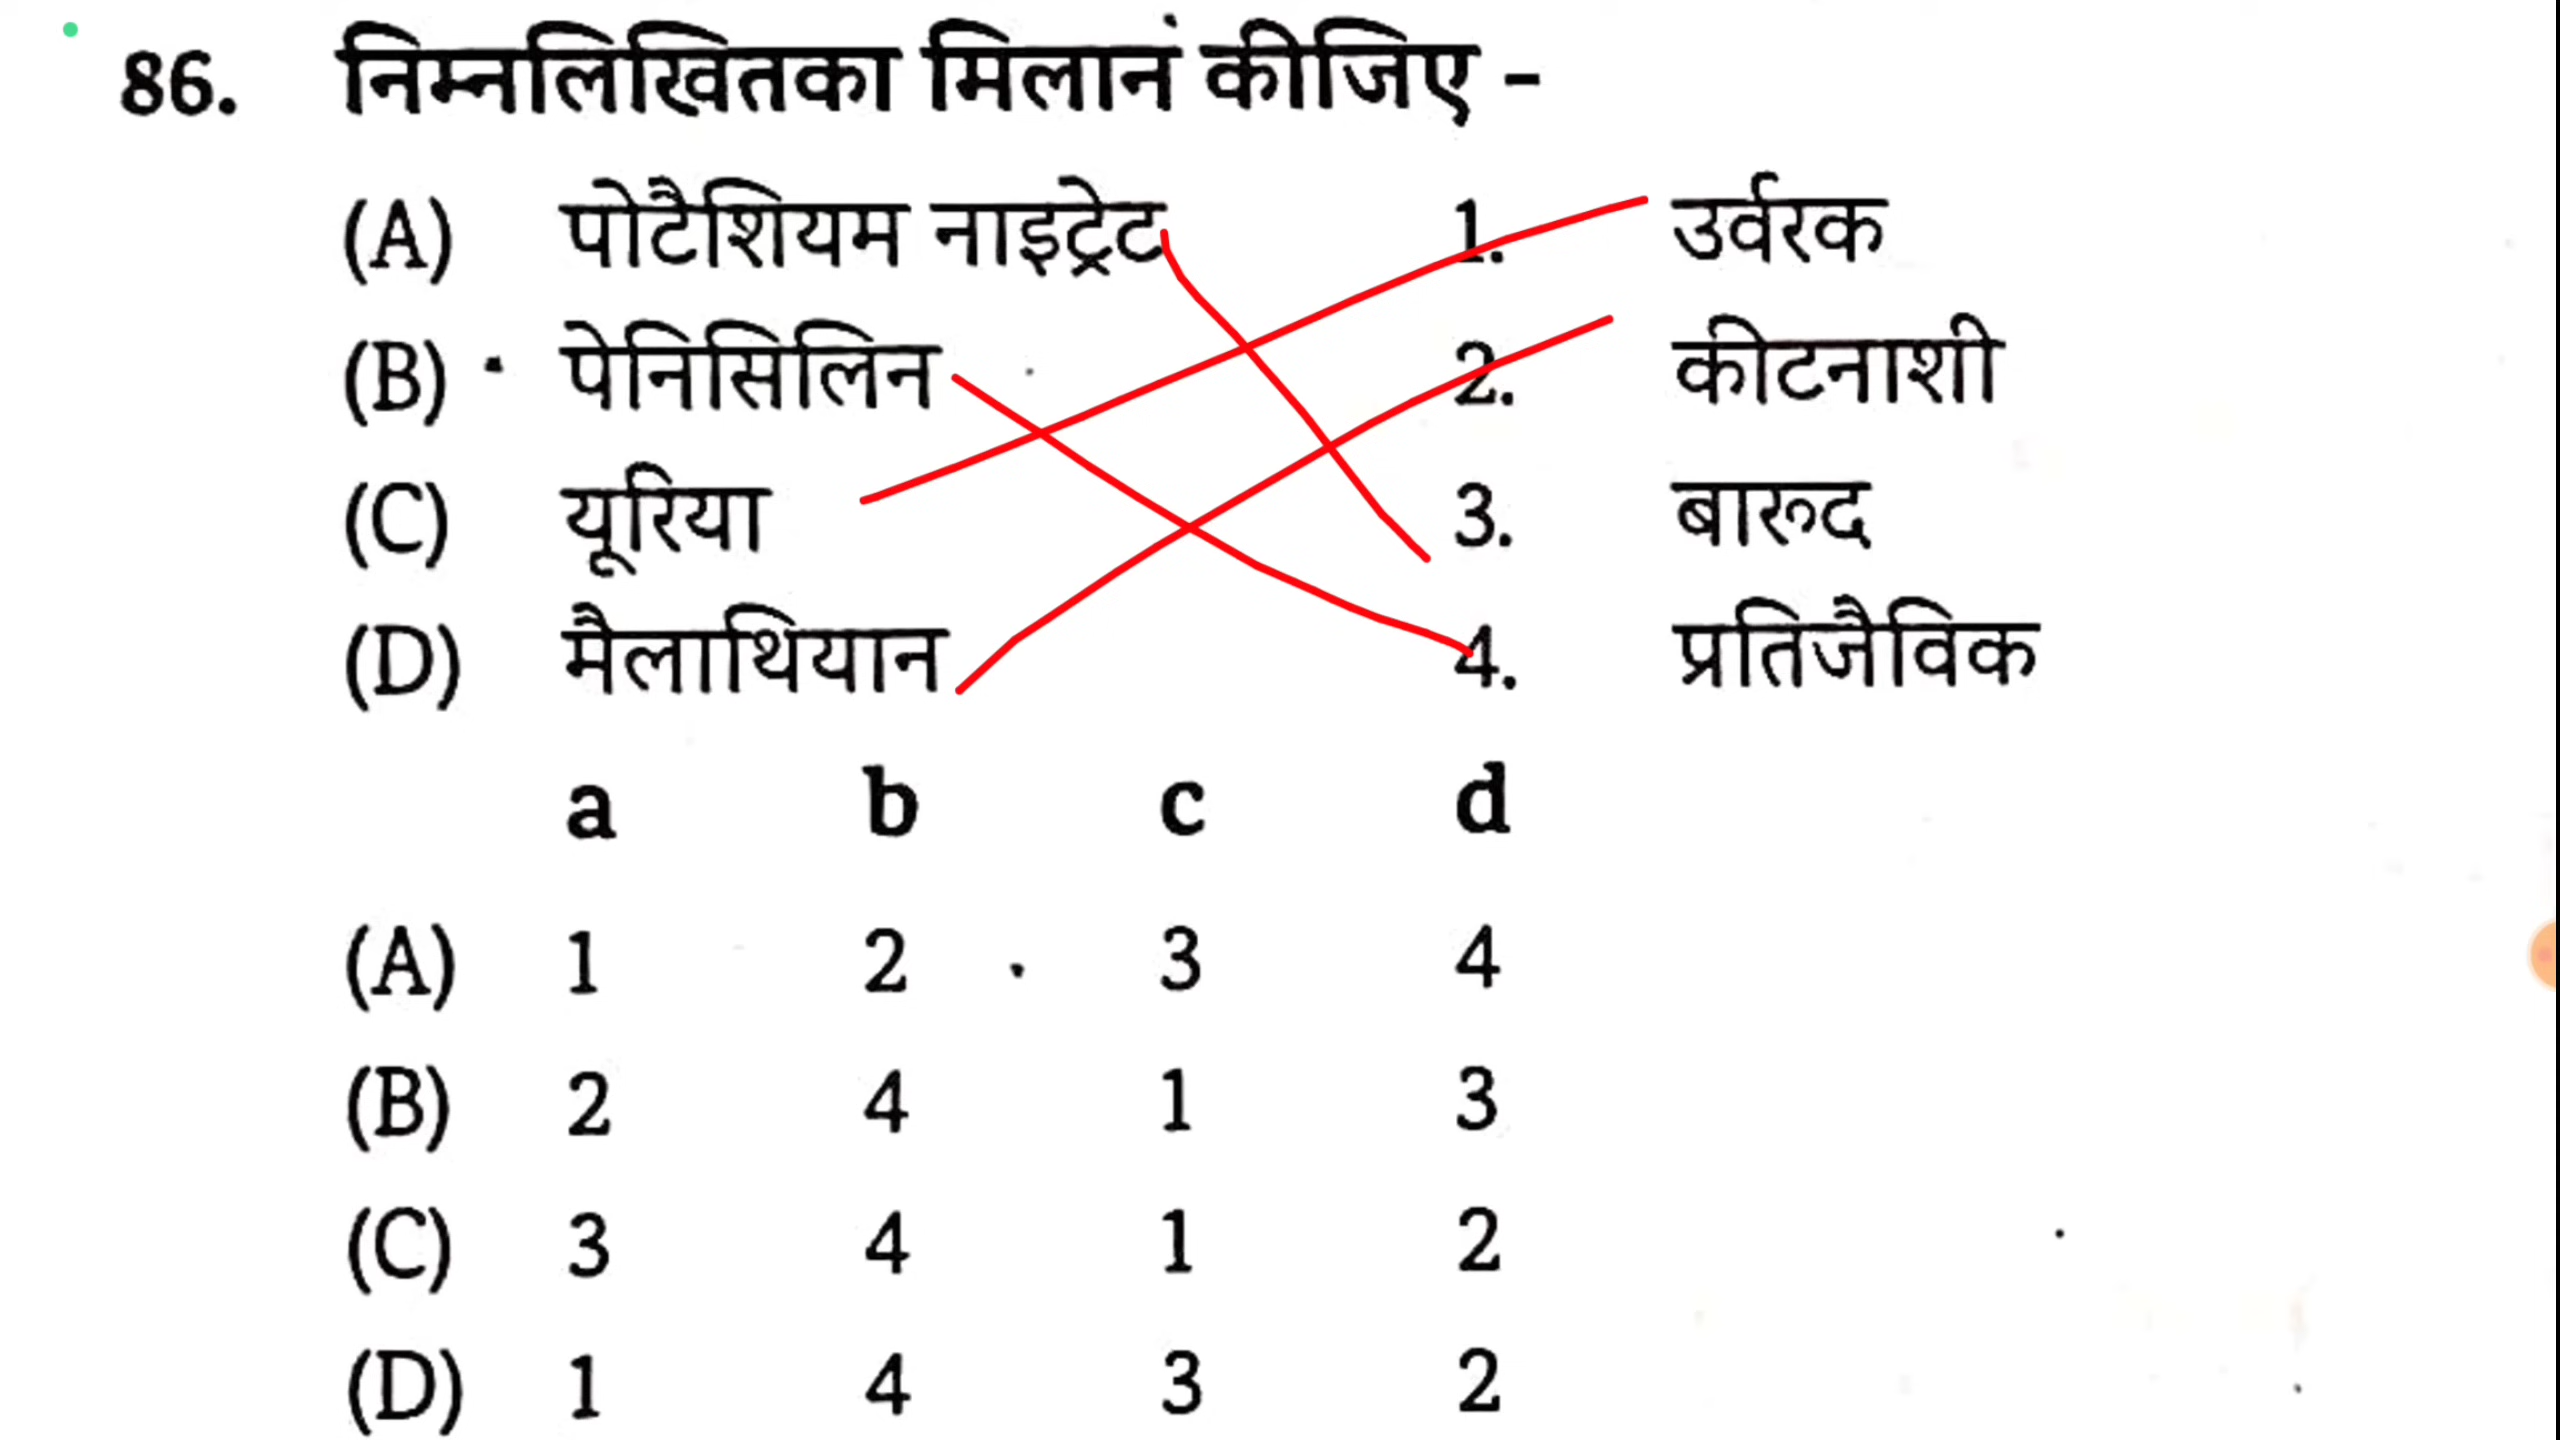 86. निम्नलिखितका मिलानं कीजिए -
(A) पोटैशियम नाइट्रेट 1. उर्वरक
(B) पेनिसिलिन 2. कीटनाशी
(C) यूरिया 3. बारूद
(D) मैलाथियान 4. प्रतिजैविक
a b c d
(A) 1 2 3 4
(B) 2 4 1 3
(C) 3 4 1 2
(D) 1 4 3 2